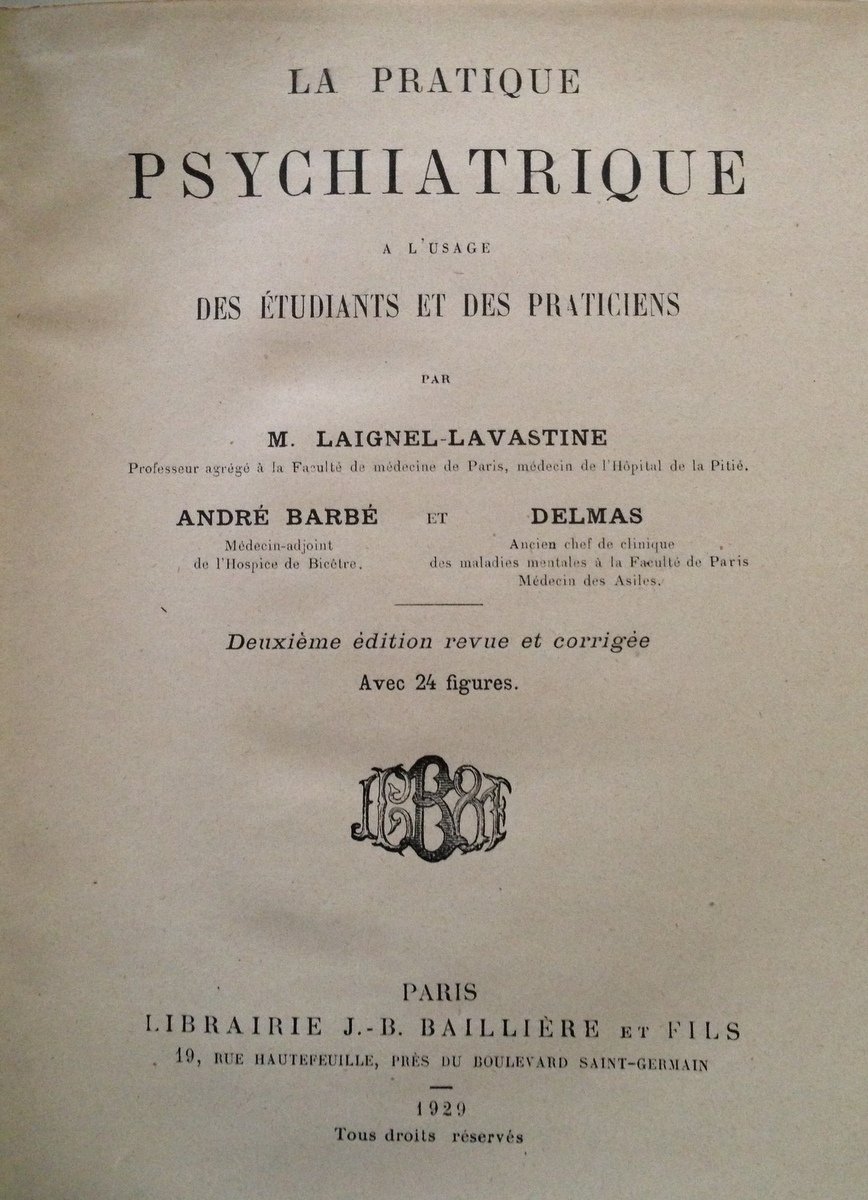 LA PRATIQUE
PSYCHIATRIQUE
A L'USAGE
DES ÉTUDIANTS ET DES PRATICIENS
PAR
M. LAIGNEL-LAVASTINE
Professeur agrégé à la Faculté de médecine de Paris, médecin de l'Hôpital de la Pitié.
ANDRÉ BARBÉ ET DELMAS
Médecin-adjoint
de l'Hospice de Bicêtre.
Ancien chef de clinique
des maladies mentales à la Faculté de Paris
Médecin des Asiles.
Deuxième édition revue et corrigée
Avec 24 figures.
PARIS
LIBRAIRIE J.-B. BAILLIÈRE ET FILS
19, RUE HAUTEFEUILLE, PRÈS DU BOULEVARD SAINT-GERMAIN
1929
Tous droits réservés